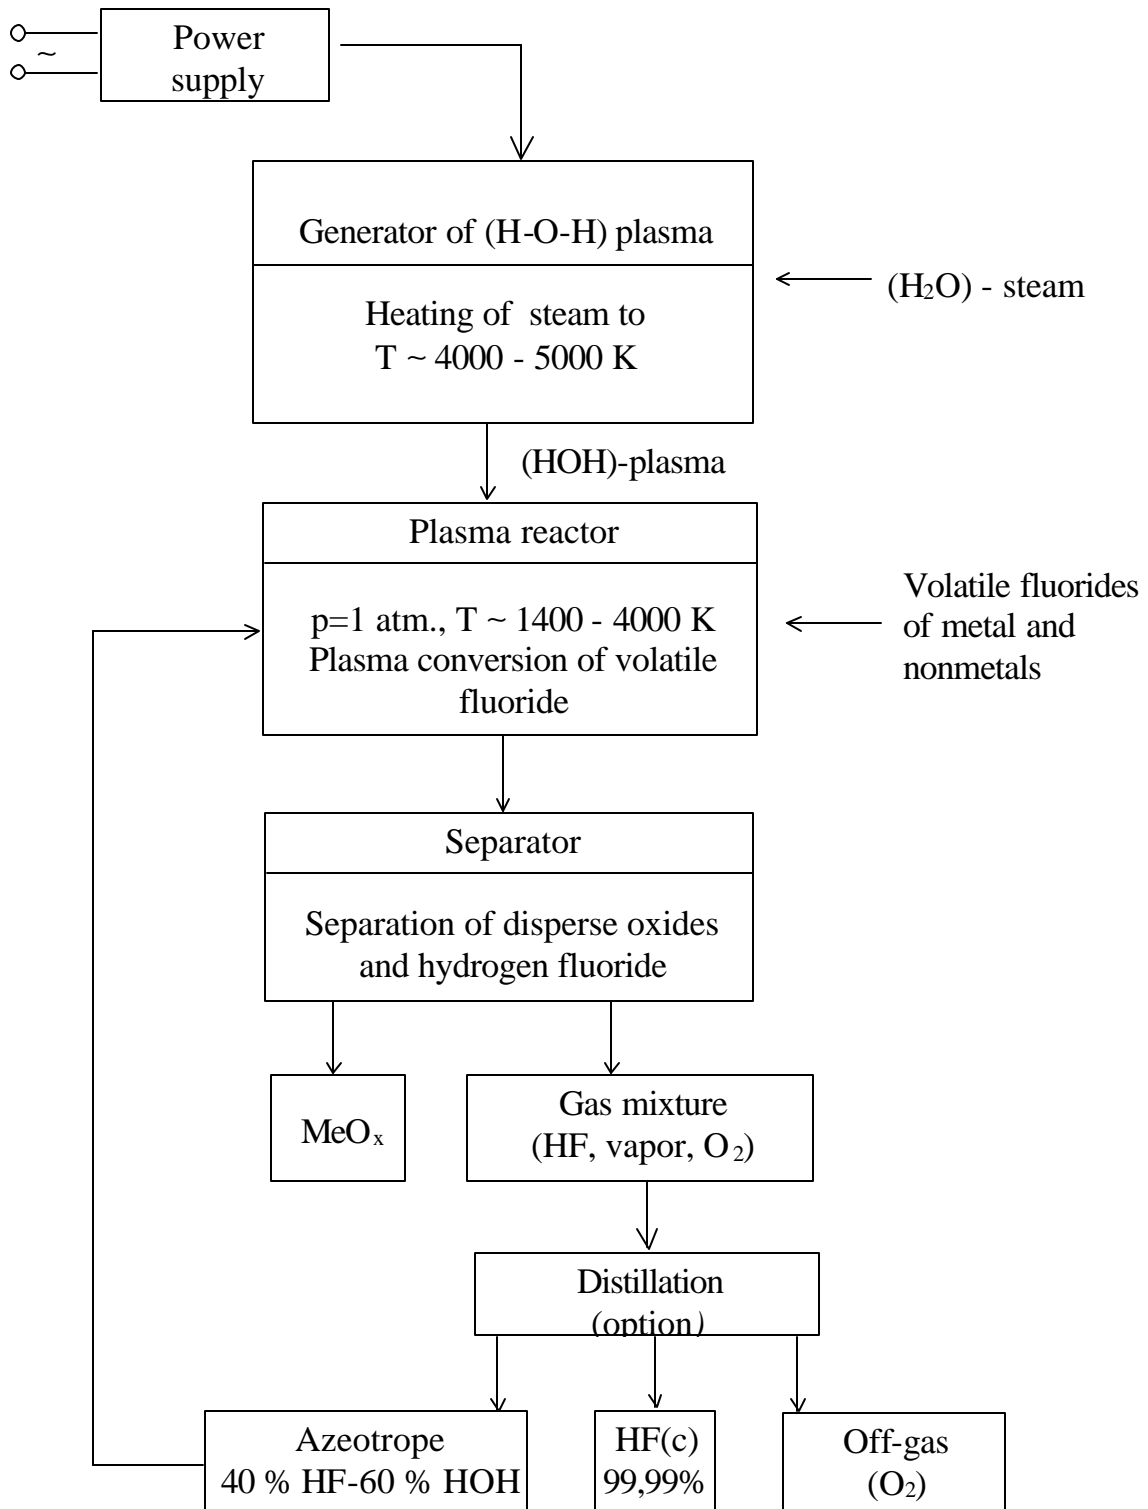 ~
Power
supply
Generator of (H-O-H) plasma
Heating of steam to
T ~ 4000 - 5000 K
(H₂O) - steam
(HOH)-plasma
Plasma reactor
p=1 atm., T ~ 1400 - 4000 K
Plasma conversion of volatile
fluoride
Volatile fluorides
of metal and
nonmetals
Separator
Separation of disperse oxides
and hydrogen fluoride
MeOₓ
Gas mixture
(HF, vapor, O₂)
Distillation
(option)
Azeotrope
40 % HF-60 % HOH
HF(c)
99,99%
Off-gas
(O₂)